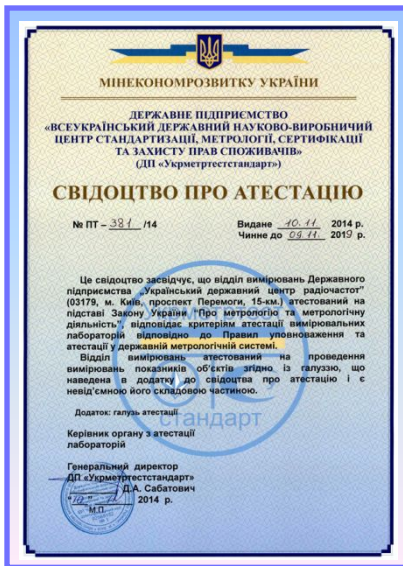 МІНЕКОНОМРОЗВИТКУ УКРАЇНИ
ДЕРЖАВНЕ ПІДПРИЄМСТВО
«ВСЕУКРАЇНСЬКИЙ ДЕРЖАВНИЙ НАУКОВО-ВИРОБНИЧИЙ
ЦЕНТР СТАНДАРТИЗАЦІЇ, МЕТРОЛОГІЇ, СЕРТИФІКАЦІЇ
ТА ЗАХИСТУ ПРАВ СПОЖИВАЧІВ»
(ДП «Укрметртестстандарт»)
СВІДОЦТВО ПРО АТЕСТАЦІЮ
№ ПТ – 381 /14
Видане 10. 11 2014 р.
Чинне до 09. 11. 2019 р.
Це свідоцтво засвідчує, що відділ вимірювань Державного
підприємства „Український державний центр радіочастот"
(03179, м. Київ, проспект Перемоги, 15-км.) атестований на
підставі Закону України "Про метрологію та метрологічну
діяльність", відповідає критеріям атестації вимірювальних
лабораторій відповідно до Правил уповноваження та
атестації у державній метрологічній системі.
Відділ вимірювань атестований на проведення
вимірювань показників об'єктів згідно із галуззю, що
наведена в додатку до свідоцтва про атестацію і є
невід'ємною його складовою частиною.
стандарт
Додаток: галузь атестації
Керівник органу з атестації
лабораторій
Генеральний директор
ДП «Укрметртестстандарт»
Д.А. Сабатович
2014 р.
М.П.